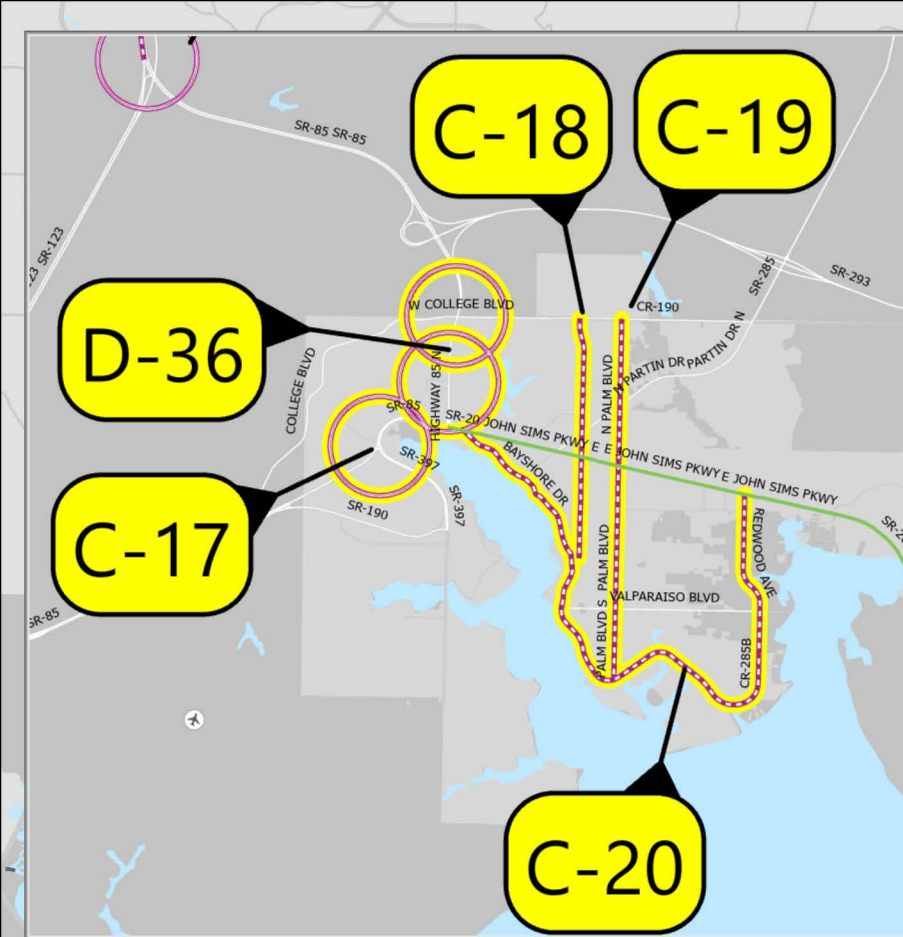 SR-85 SR-85
C-18
C-19
23 SR-123
SR-285
SR-293
W COLLEGE BLVD
CR-190
D-36
COLLEGE BLVD
HIGHWAY 85 N
N PALM BLVD
N PARTIN DR
PARTIN DR N
SR-85
SR-20
JOHN SIMS PKWY E
E JOHN SIMS PKWY
E JOHN SIMS PKWY
SR-397
BAYSHORE DR
SR-190
SR-397
C-17
REDWOOD AVE
PALM BLVD
VALPARAISO BLVD
SR-85
PALM BLVD S
CR-285B
C-20